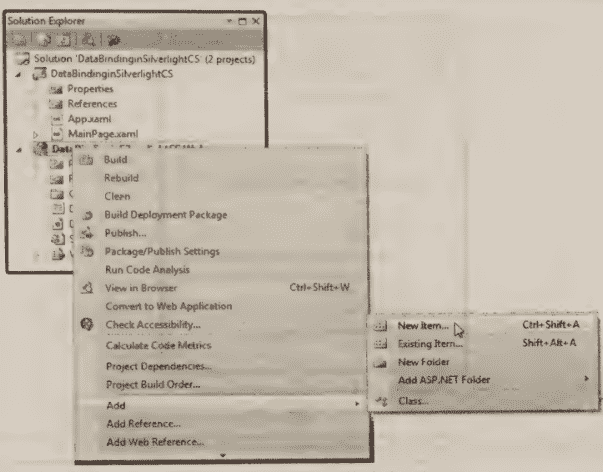 Solution Explorer
Solution 'DataBindinginSilverlightCS' (2 projects)
DataBindinginSilverlightCS
Properties
References
App.xaml
MainPage.xaml
Build
Rebuild
Clean
Build Deployment Package
Publish...
Package/Publish Settings
Run Code Analysis
View in Browser Ctrl+Shift+W
Convert to Web Application
Check Accessibility...
Calculate Code Metrics
Project Dependencies...
Project Build Order...
Add
Add Reference...
Add Web Reference...
New Item... Ctrl+Shift+A
Existing Item... Shift+Alt+A
New Folder
Add ASP.NET Folder
Class...